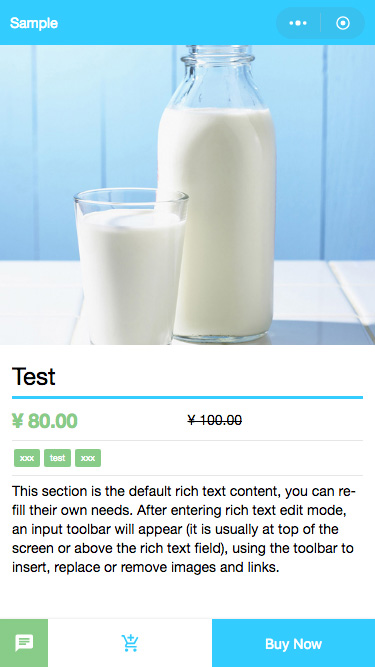 Sample
Test
¥ 80.00
¥ 100.00
xxx test xxx
This section is the default rich text content, you can re-
fill their own needs. After entering rich text edit mode,
an input toolbar will appear (it is usually at top of the
screen or above the rich text field), using the toolbar to
insert, replace or remove images and links.
Buy Now